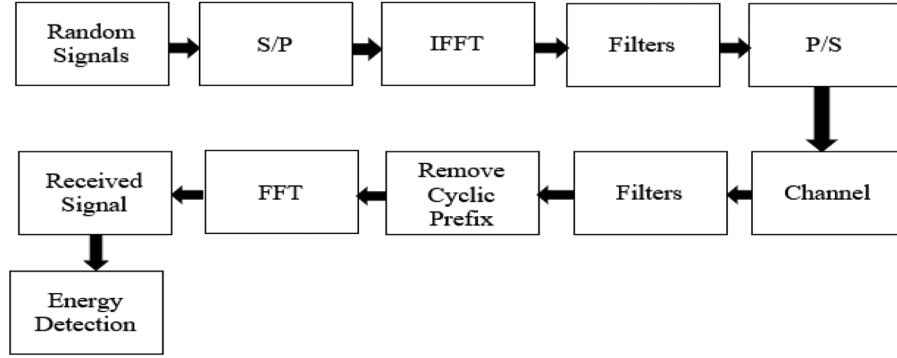 Random
Signals
S/P
IFFT
Filters
P/S
Channel
Filters
Remove
Cyclic
Prefix
FFT
Received
Signal
Energy
Detection